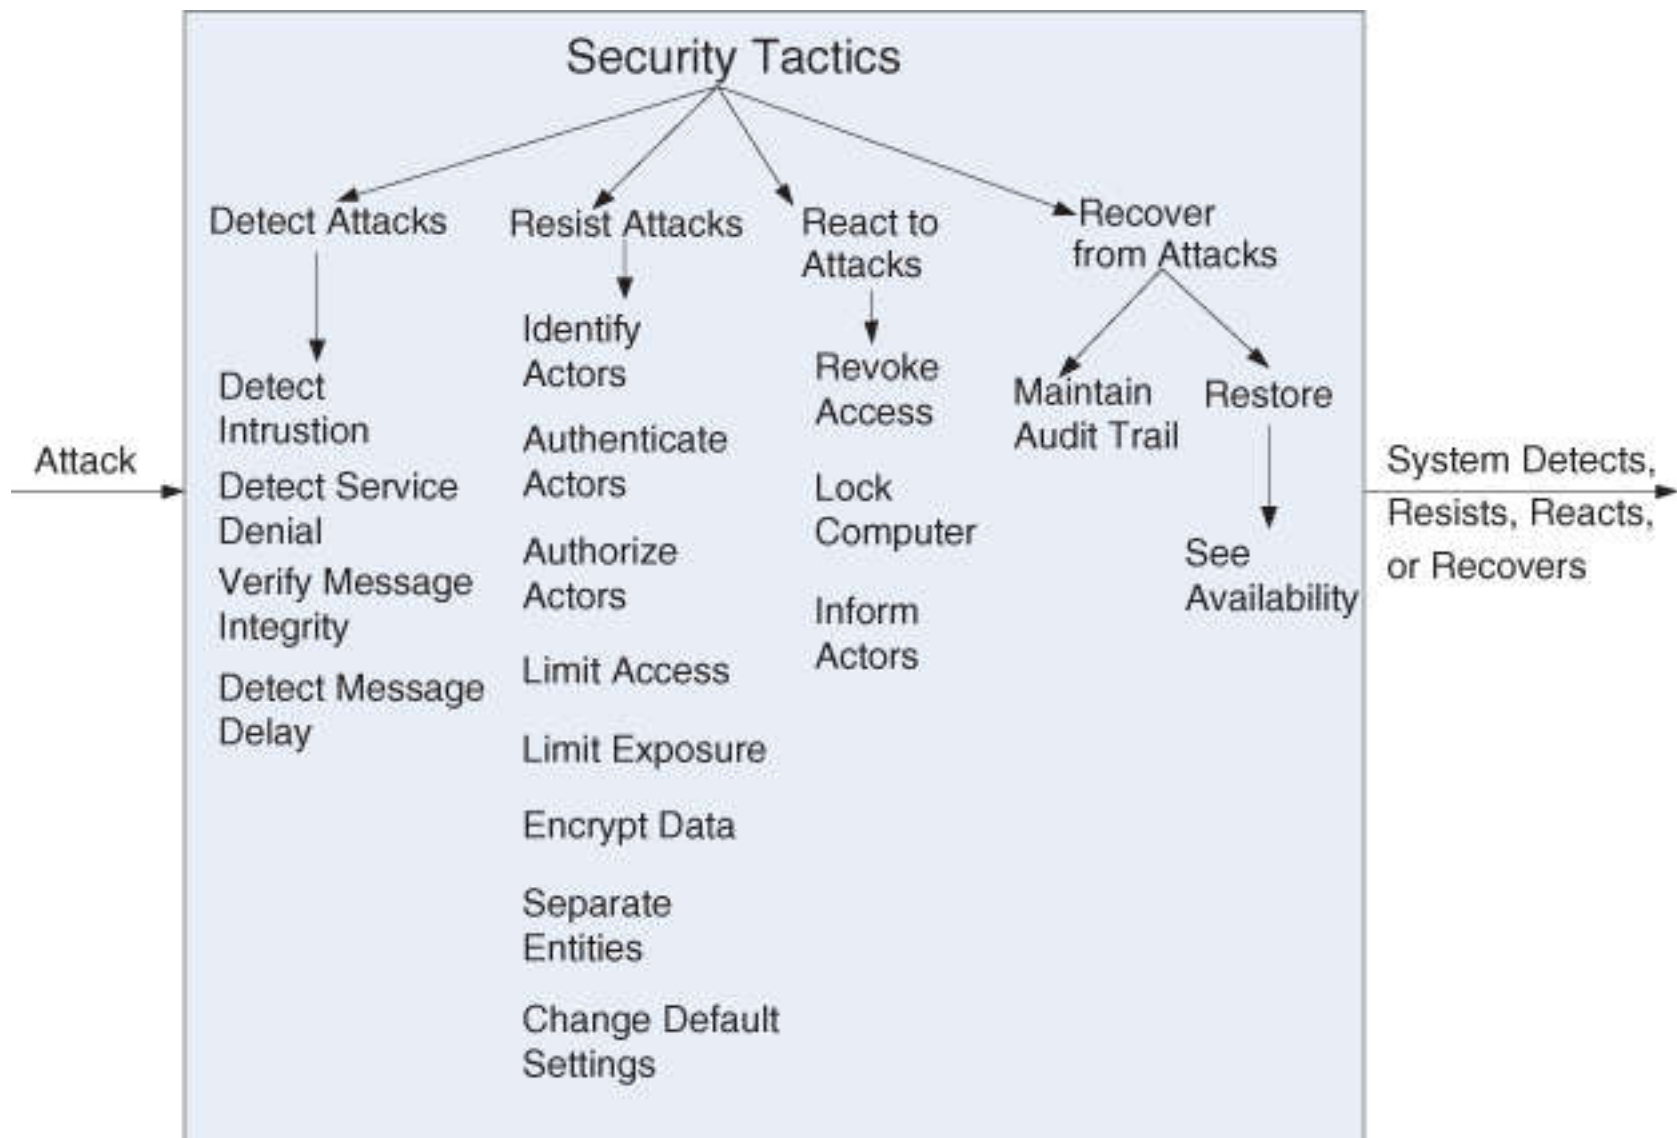 Security Tactics
Attack
Detect Attacks
Detect
Intrustion
Detect Service
Denial
Verify Message
Integrity
Detect Message
Delay
Resist Attacks
Identify
Actors
Authenticate
Actors
Authorize
Actors
Limit Access
Limit Exposure
Encrypt Data
Separate
Entities
Change Default
Settings
React to
Attacks
Revoke
Access
Lock
Computer
Inform
Actors
Recover
from Attacks
Maintain
Audit Trail
Restore
See
Availability
System Detects,
Resists, Reacts,
or Recovers